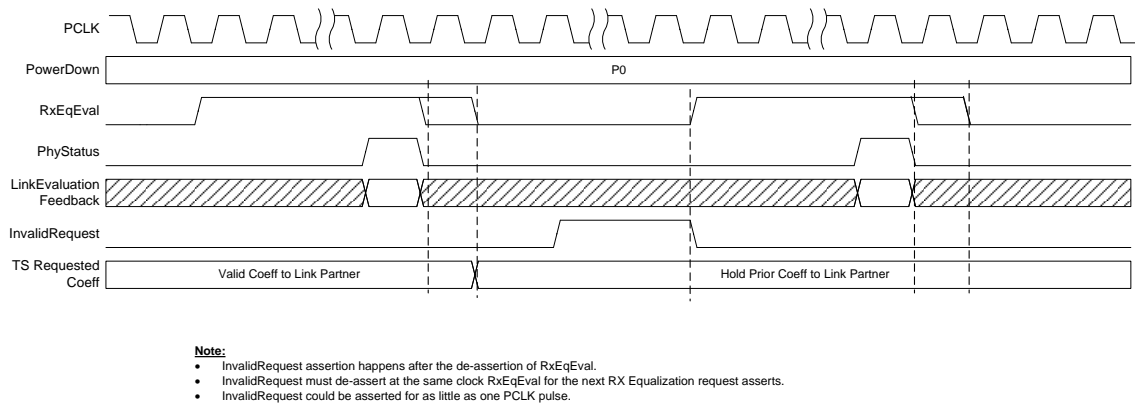 PCLK
PowerDown
P0
RxEqEval
PhyStatus
LinkEvaluation
Feedback
InvalidRequest
TS Requested
Coeff
Valid Coeff to Link Partner
Hold Prior Coeff to Link Partner
Note:
• InvalidRequest assertion happens after the de-assertion of RxEqEval.
• InvalidRequest must de-assert at the same clock RxEqEval for the next RX Equalization request asserts.
• InvalidRequest could be asserted for as little as one PCLK pulse.